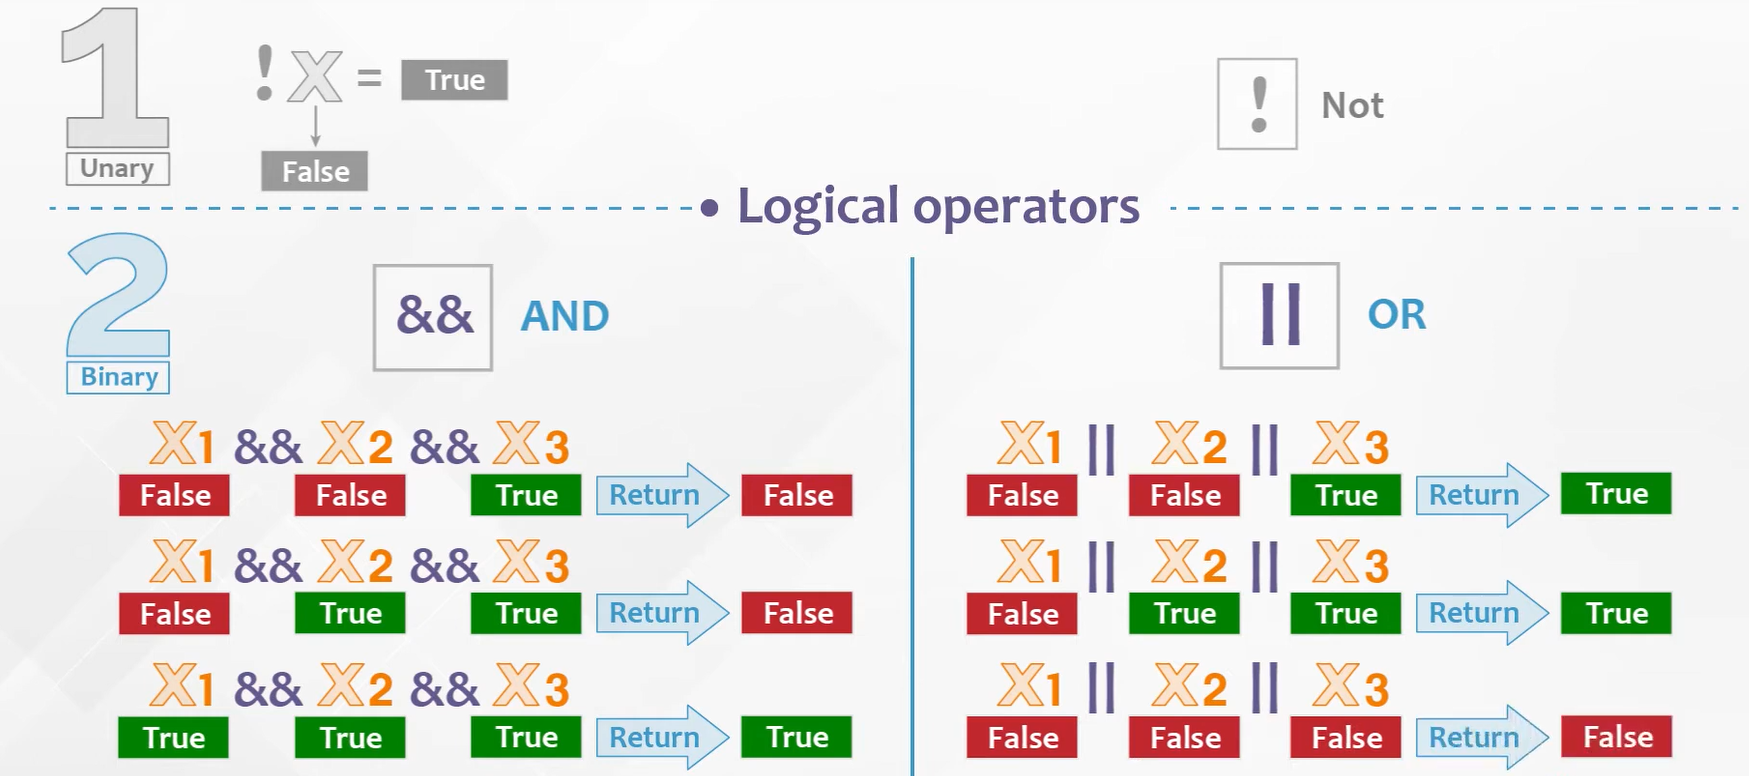 1
Unary
! X = True
False
! Not
• Logical operators
2
Binary
&& AND
X1 && X2 && X3
False False True Return False
X1 && X2 && X3
False True True Return False
X1 && X2 && X3
True True True Return True
|| OR
X1 || X2 || X3
False False True Return True
X1 || X2 || X3
False True True Return True
X1 || X2 || X3
False False False Return False